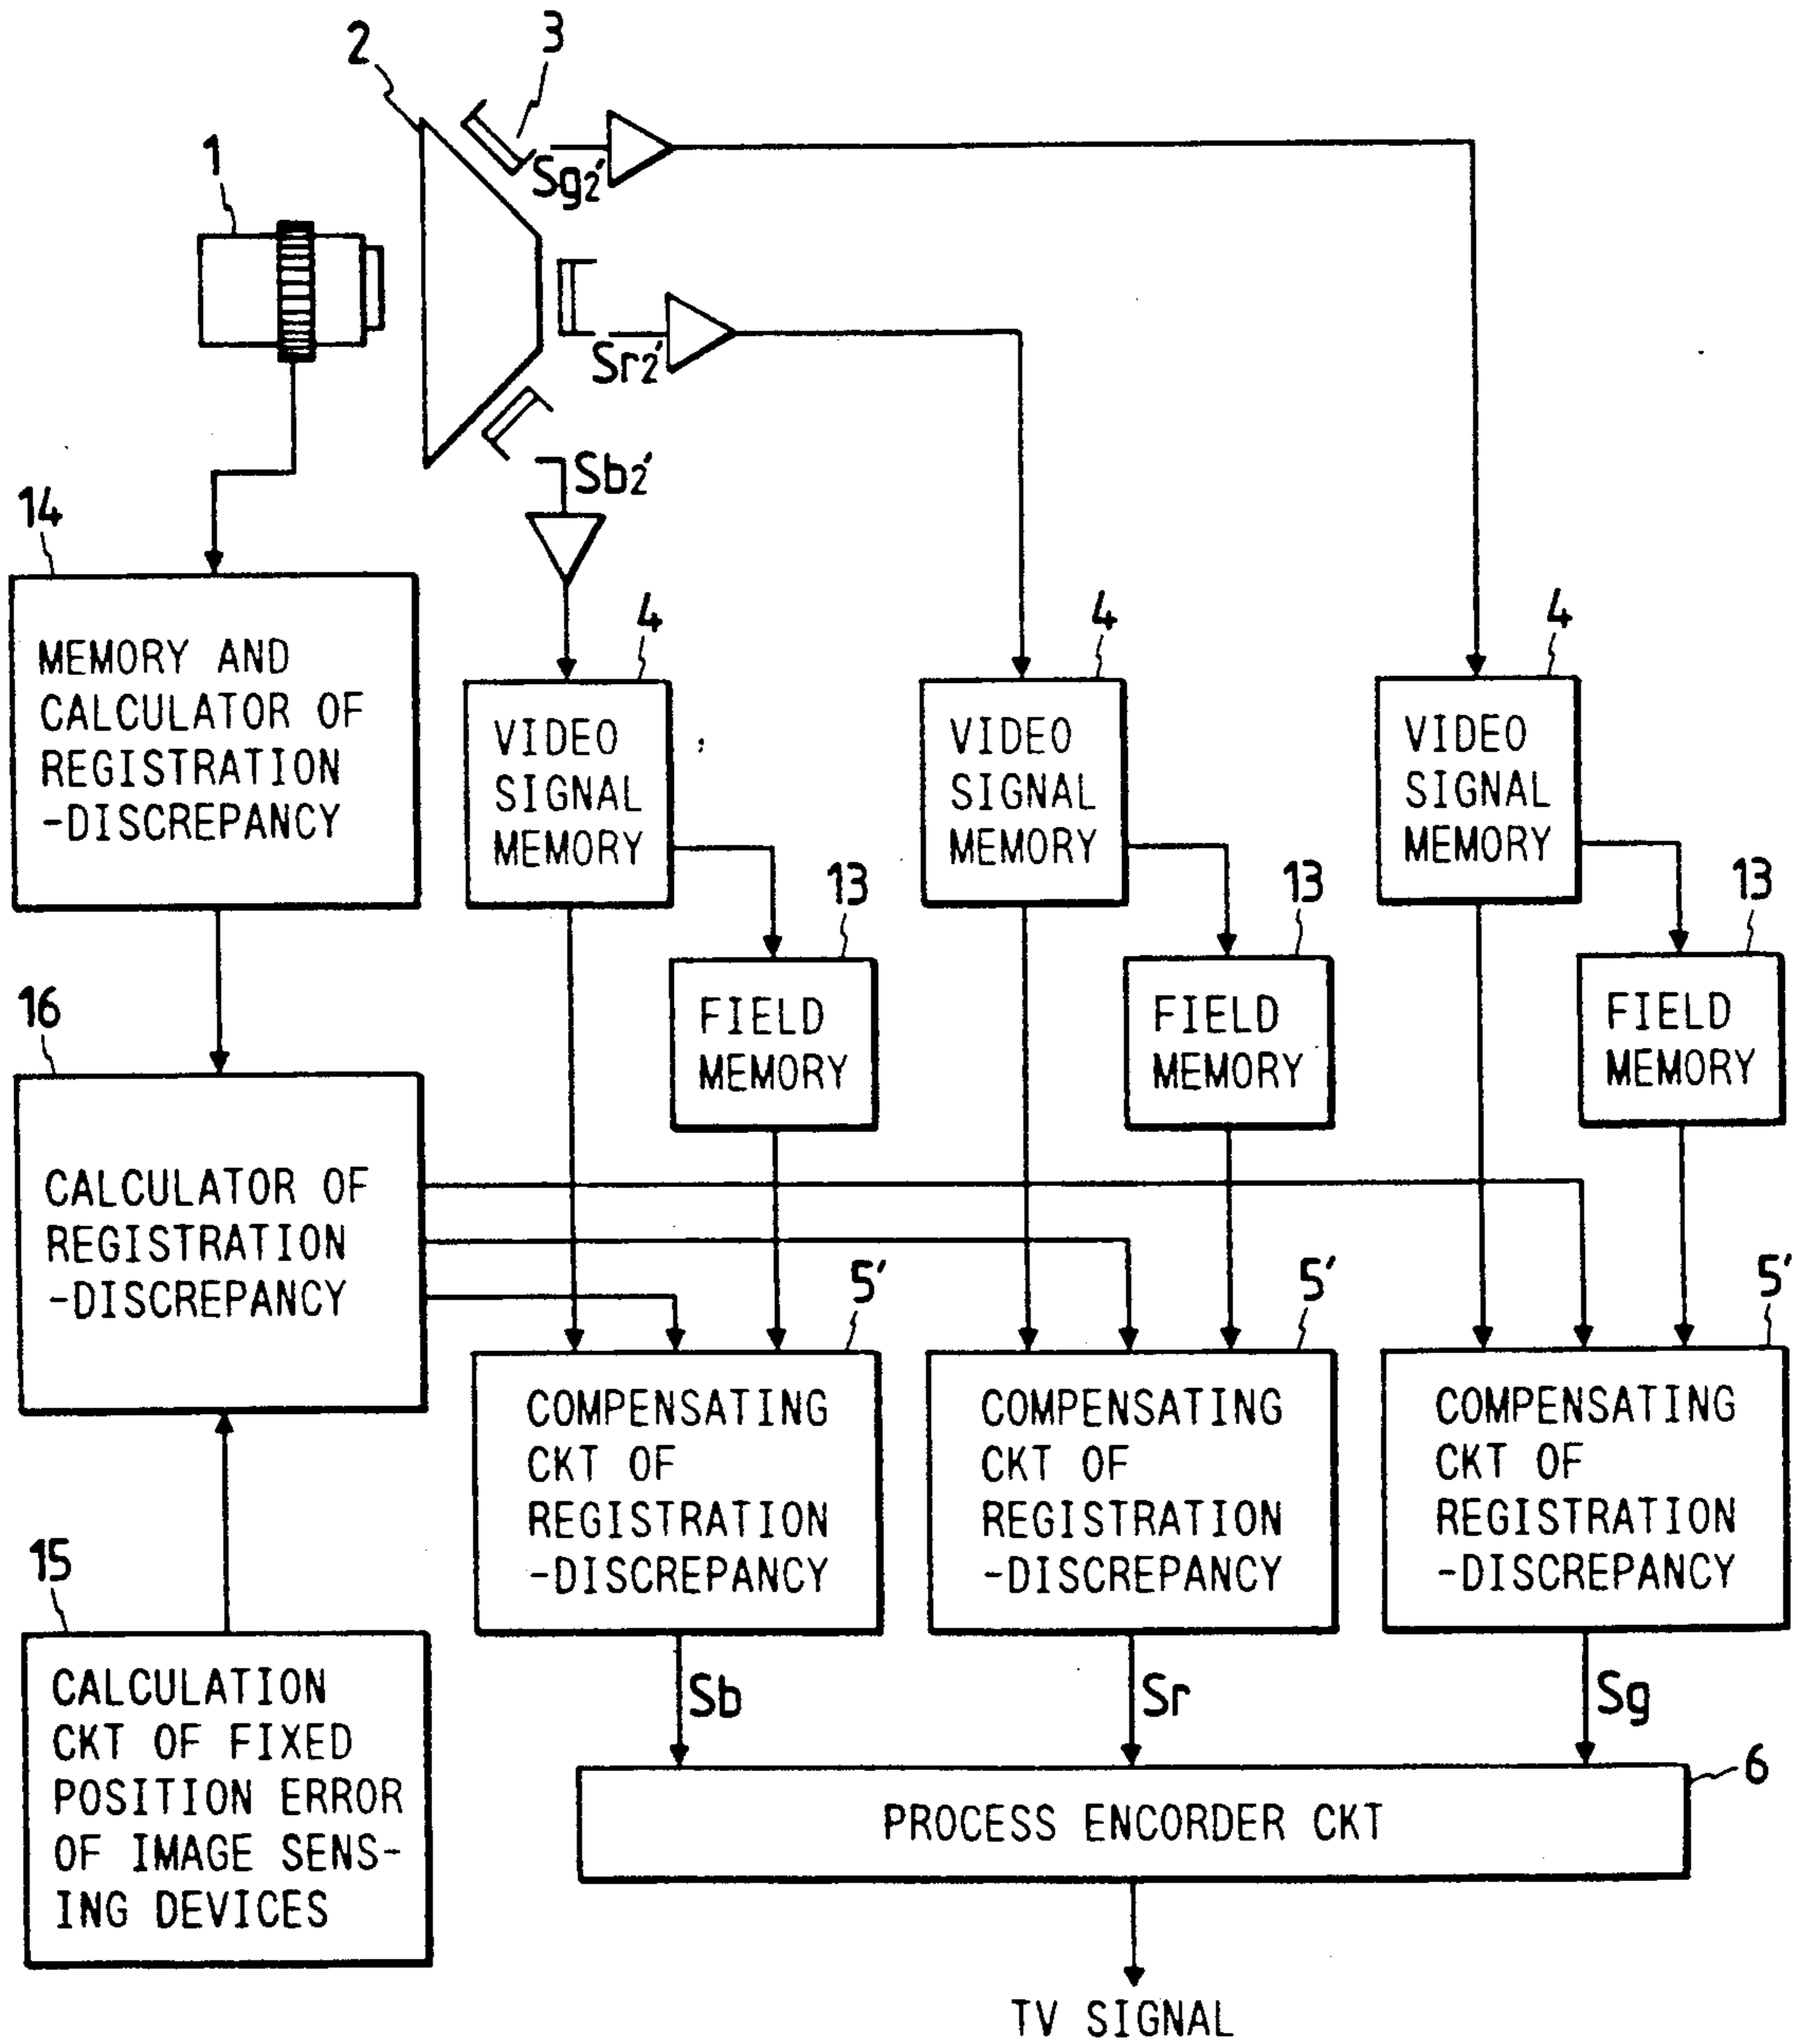 3
2
1
Sg2'
Sr2'
Sb2'
14
4
4
4
MEMORY AND
CALCULATOR OF
REGISTRATION
-DISCREPANCY
VIDEO
SIGNAL
MEMORY
VIDEO
SIGNAL
MEMORY
VIDEO
SIGNAL
MEMORY
13
13
13
16
FIELD
MEMORY
FIELD
MEMORY
FIELD
MEMORY
CALCULATOR OF
REGISTRATION
-DISCREPANCY
5'
5'
5'
COMPENSATING
CKT OF
REGISTRATION
-DISCREPANCY
COMPENSATING
CKT OF
REGISTRATION
-DISCREPANCY
COMPENSATING
CKT OF
REGISTRATION
-DISCREPANCY
15
CALCULATION
CKT OF FIXED
POSITION ERROR
OF IMAGE SENS-
ING DEVICES
Sb
Sr
Sg
6
PROCESS ENCORDER CKT
TV SIGNAL